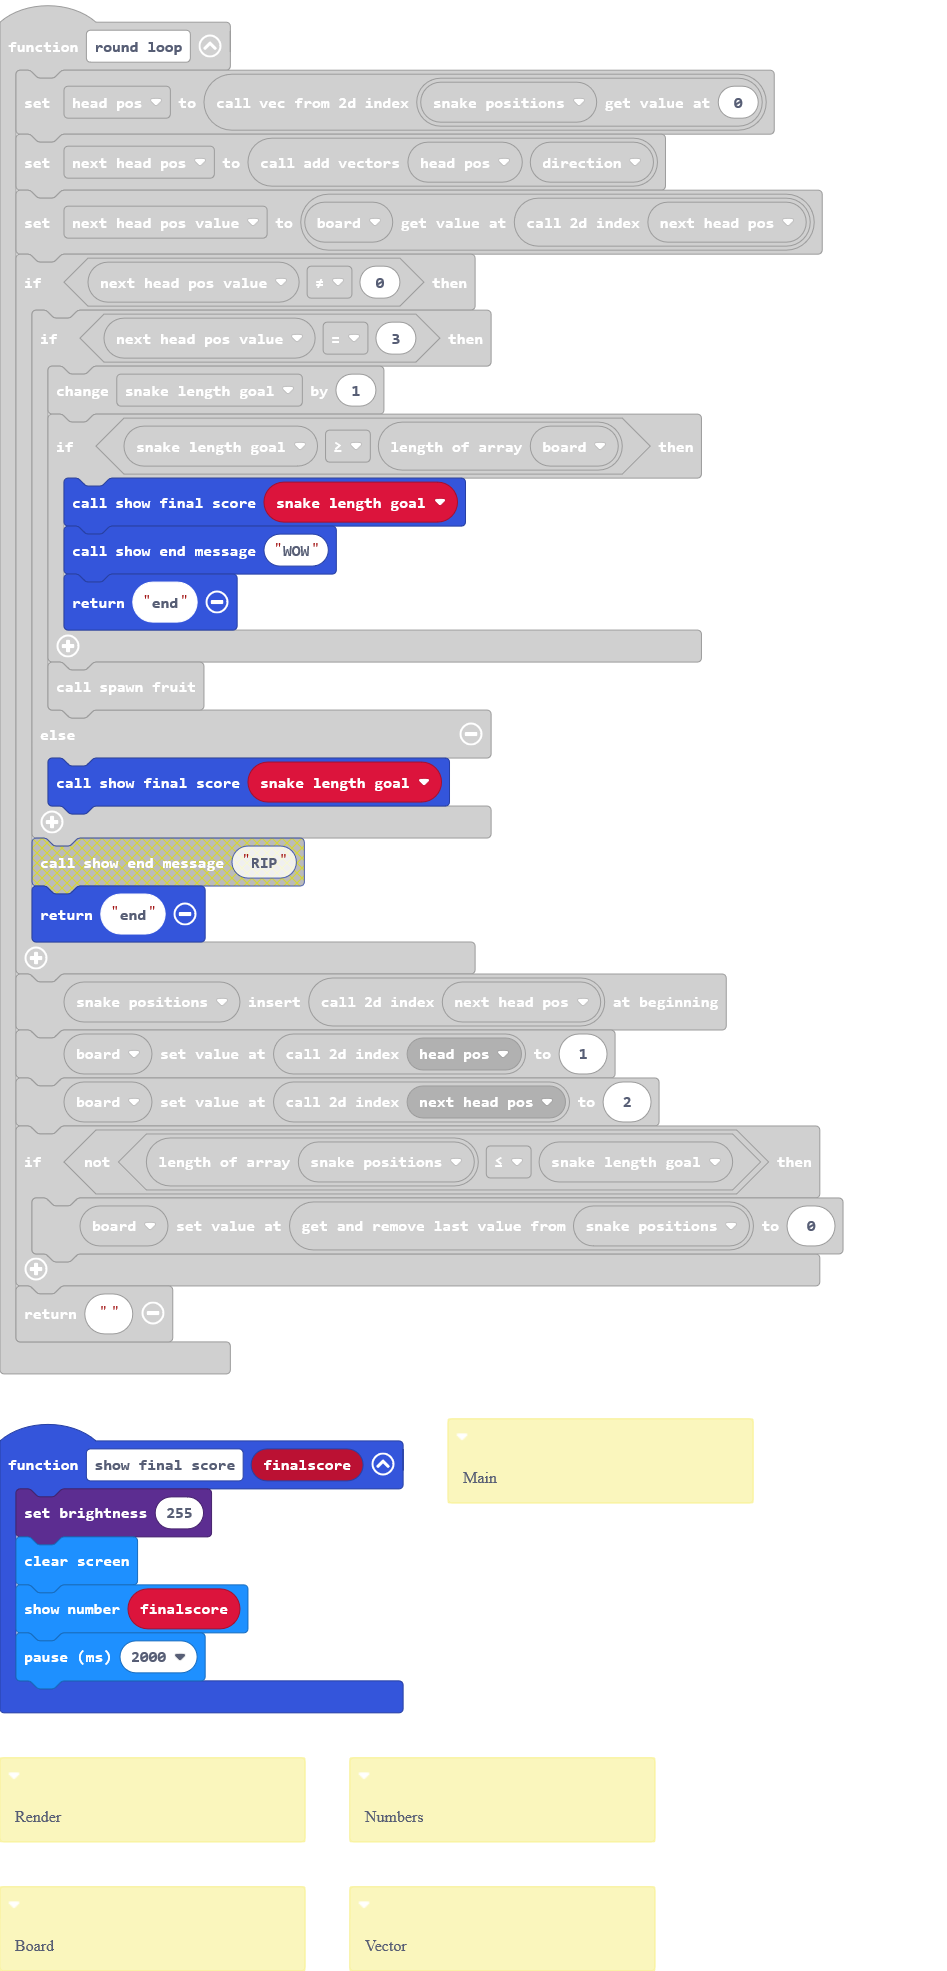 function round loop
set head pos to call vec from 2d index snake positions get value at 0
set next head pos to call add vectors head pos direction
set next head pos value to board get value at call 2d index next head pos
if next head pos value ≠ 0 then
if next head pos value = 3 then
change snake length goal by 1
if snake length goal ≥ length of array board then
call show final score snake length goal
call show end message "WOW"
return "end"
call spawn fruit
else
call show final score snake length goal
call show end message "RIP"
return "end"
snake positions insert call 2d index next head pos at beginning
board set value at call 2d index head pos to 1
board set value at call 2d index next head pos to 2
if not length of array snake positions ≤ snake length goal then
board set value at get and remove last value from snake positions to 0
return ""
function show final score finalscore
set brightness 255
clear screen
show number finalscore
pause (ms) 2000
Main
Render
Numbers
Board
Vector